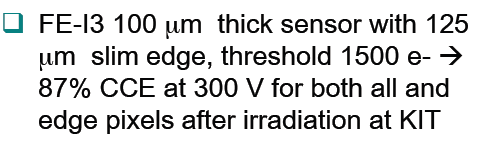 FE-I3 100 μm thick sensor with 125
μm slim edge, threshold 1500 e- →
87% CCE at 300 V for both all and
edge pixels after irradiation at KIT